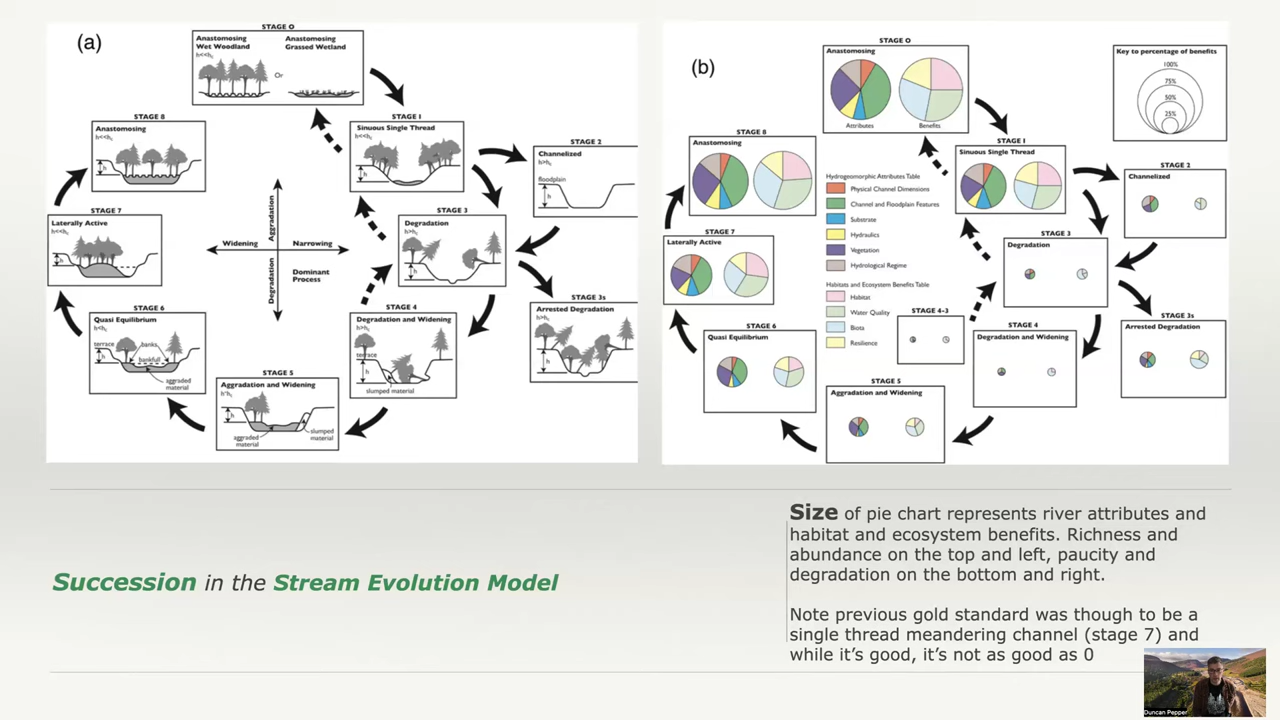 (a)
STAGE O
Anastomosing
Wet Woodland
h<<hc
Anastomosing
Grassed Wetland
Or
STAGE 8
Anastomosing
h<<hc
h
STAGE I
Sinuous Single Thread
h<<hc
h
STAGE 2
Channelized
h>hc
floodplain
h
STAGE 7
Laterally Active
h<<hc
h
Aggradation
Widening
Narrowing
Degradation
Dominant
Process
STAGE 3
Degradation
h>hc
h
STAGE 3s
Arrested Degradation
h>hc
h
STAGE 6
Quasi Equilibrium
h<hc
terrace
banks
bankfull
h
aggraded
material
STAGE 4
Degradation and Widening
h>hc
terrace
h
slumped material
STAGE 5
Aggradation and Widening
h
aggraded
material
slumped
material
(b)
STAGE O
Anastomosing
Attributes
Benefits
Key to percentage of benefits
100%
75%
50%
25%
STAGE 8
Anastomosing
STAGE I
Sinuous Single Thread
STAGE 2
Channelized
Hydrogeomorphic Attributes Table
Physical Channel Dimensions
Channel and Floodplain Features
Substrate
Hydraulics
Vegetation
Hydrological Regime
Habitats and Ecosystem Benefits Table
Habitat
Water Quality
Biota
Resilience
STAGE 7
Laterally Active
STAGE 3
Degradation
STAGE 6
Quasi Equilibrium
STAGE 4-3
STAGE 4
Degradation and Widening
STAGE 3s
Arrested Degradation
STAGE 5
Aggradation and Widening
Succession in the Stream Evolution Model
Size of pie chart represents river attributes and
habitat and ecosystem benefits. Richness and
abundance on the top and left, paucity and
degradation on the bottom and right.
Note previous gold standard was though to be a
single thread meandering channel (stage 7) and
while it's good, it's not as good as 0
Duncan Pepper